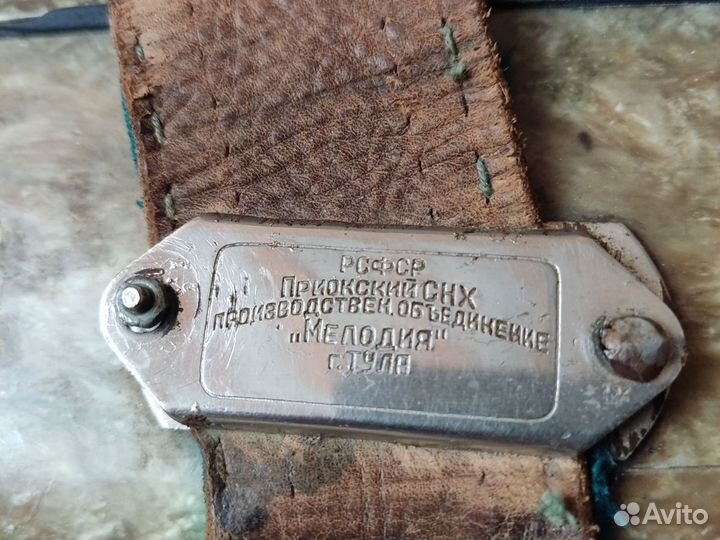 РСФСР
Приокский СНХ
производствен. объединение
„Мелодия"
г. Тула
Avito